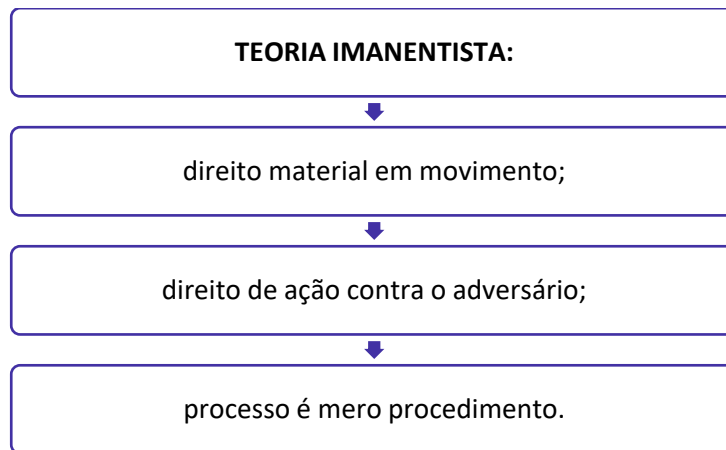 TEORIA IMANENTISTA:
direito material em movimento;
direito de ação contra o adversário;
processo é mero procedimento.